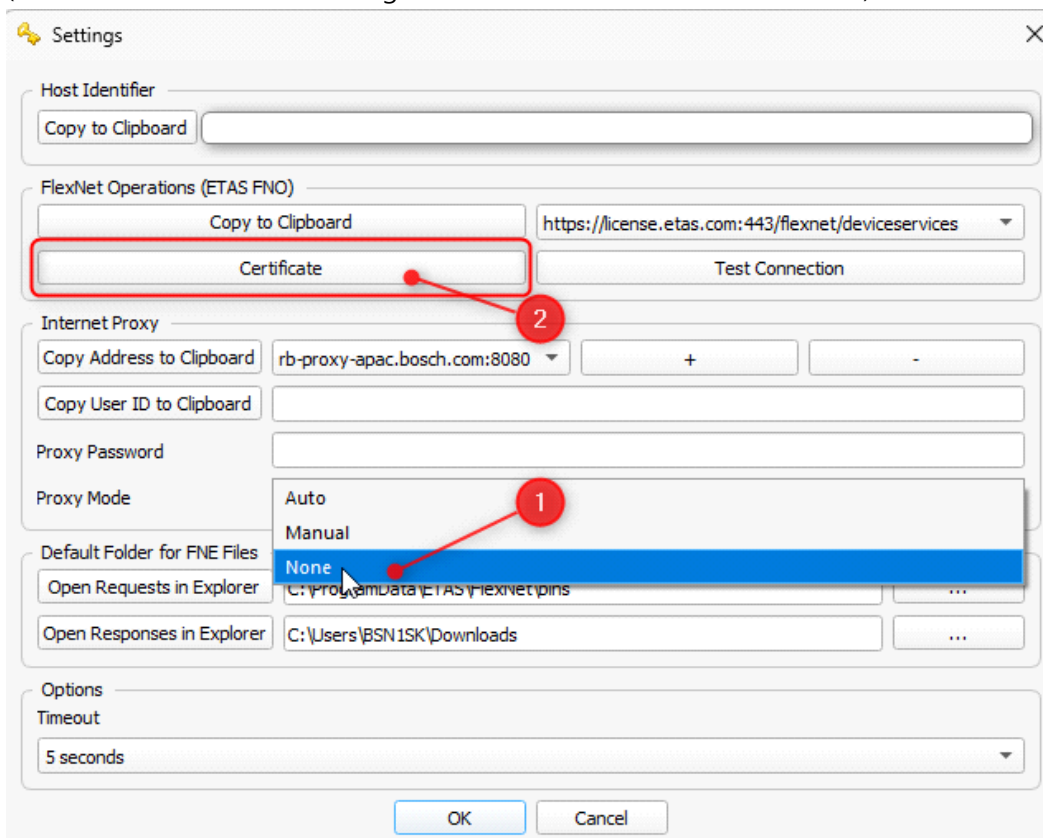 Settings
Host Identifier
Copy to Clipboard
FlexNet Operations (ETAS FNO)
Copy to Clipboard https://license.etas.com:443/flexnet/deviceservices
Certificate Test Connection
2
Internet Proxy
Copy Address to Clipboard rb-proxy-apac.bosch.com:8080 + -
Copy User ID to Clipboard
Proxy Password
Proxy Mode Auto 1
Manual
Default Folder for FNE Files
None
Open Requests in Explorer C:\ProgramData\ETAS\FlexNet\bins ...
Open Responses in Explorer C:\Users\BSN1SK\Downloads ...
Options
Timeout
5 seconds
OK Cancel